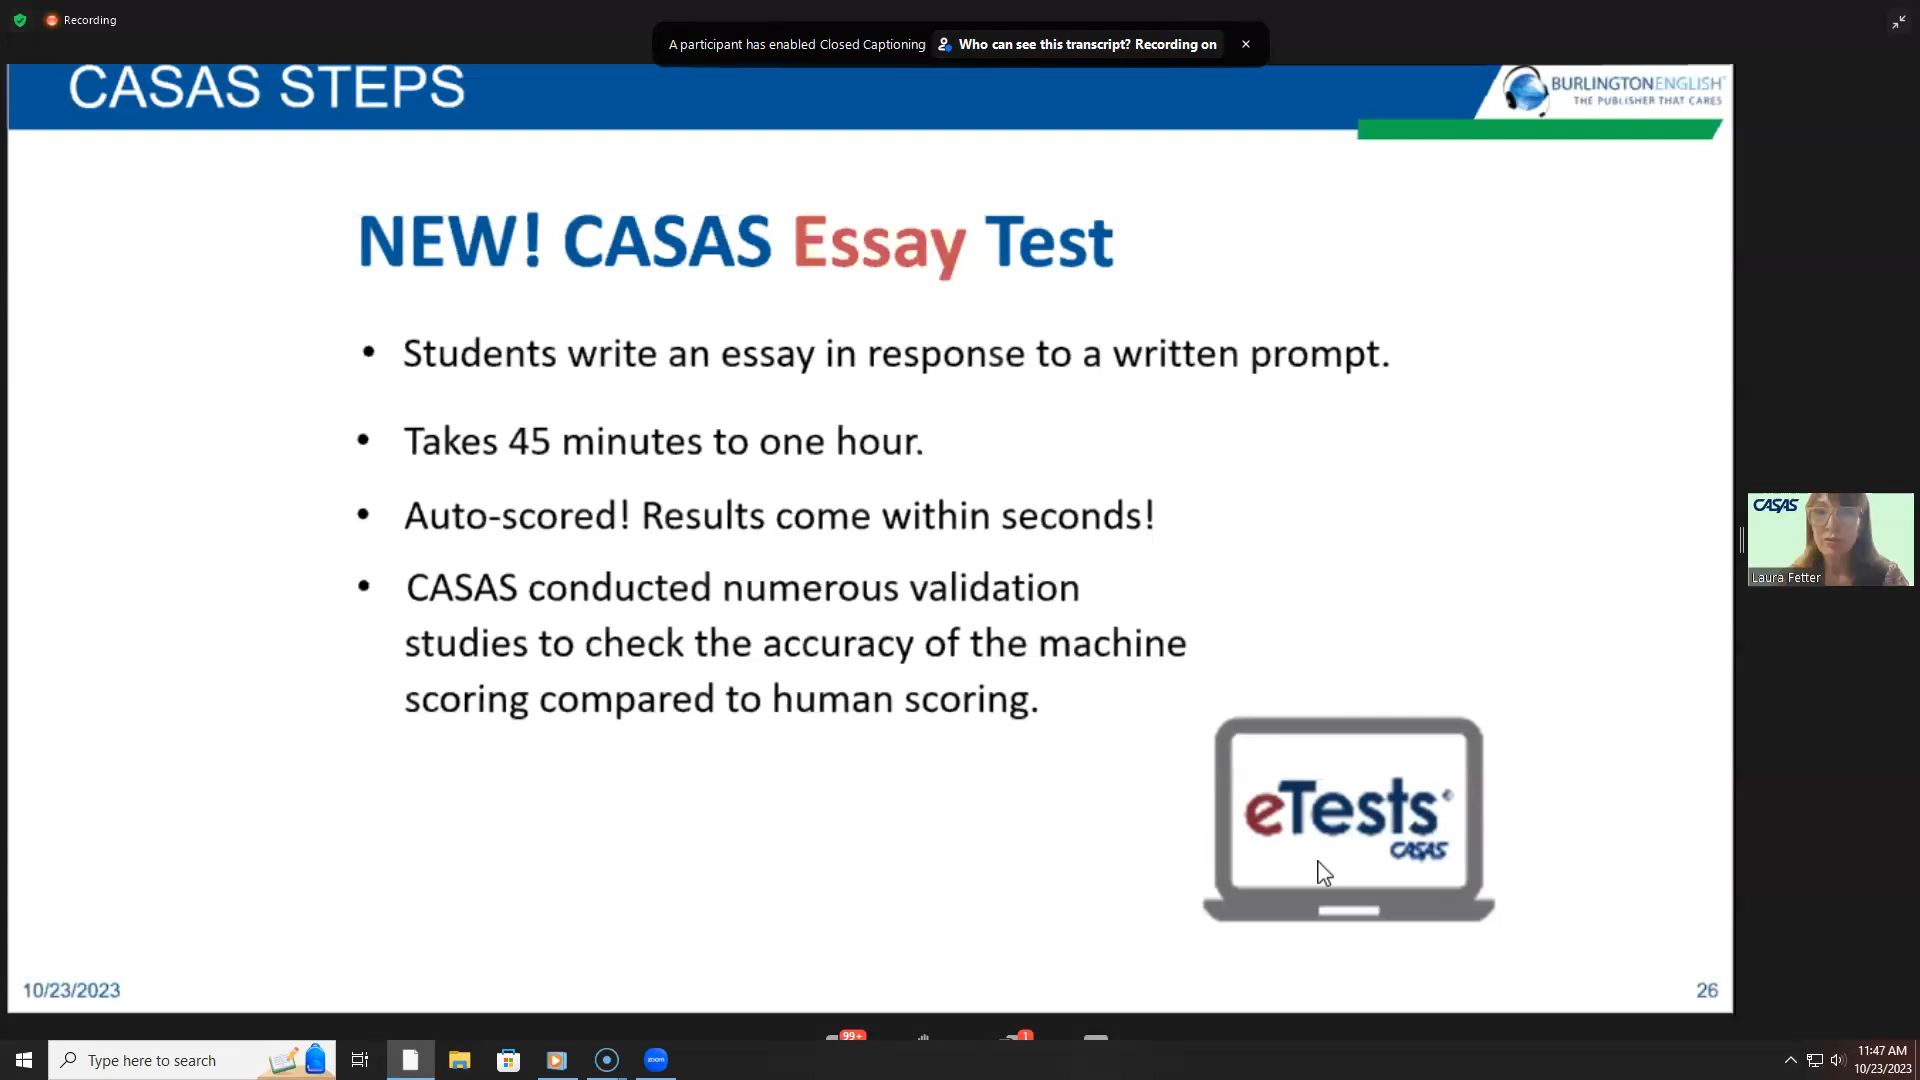 Recording
A participant has enabled Closed Captioning Who can see this transcript? Recording on
CASAS STEPS
BURLINGTONENGLISH
THE PUBLISHER THAT CARES
NEW! CASAS Essay Test
• Students write an essay in response to a written prompt.
• Takes 45 minutes to one hour.
• Auto-scored! Results come within seconds!
• CASAS conducted numerous validation
studies to check the accuracy of the machine
scoring compared to human scoring.
CASAS
Laura Fetter
eTests
CASAS
10/23/2023
26
99+
1
Type here to search
zoom
11:47 AM
10/23/2023